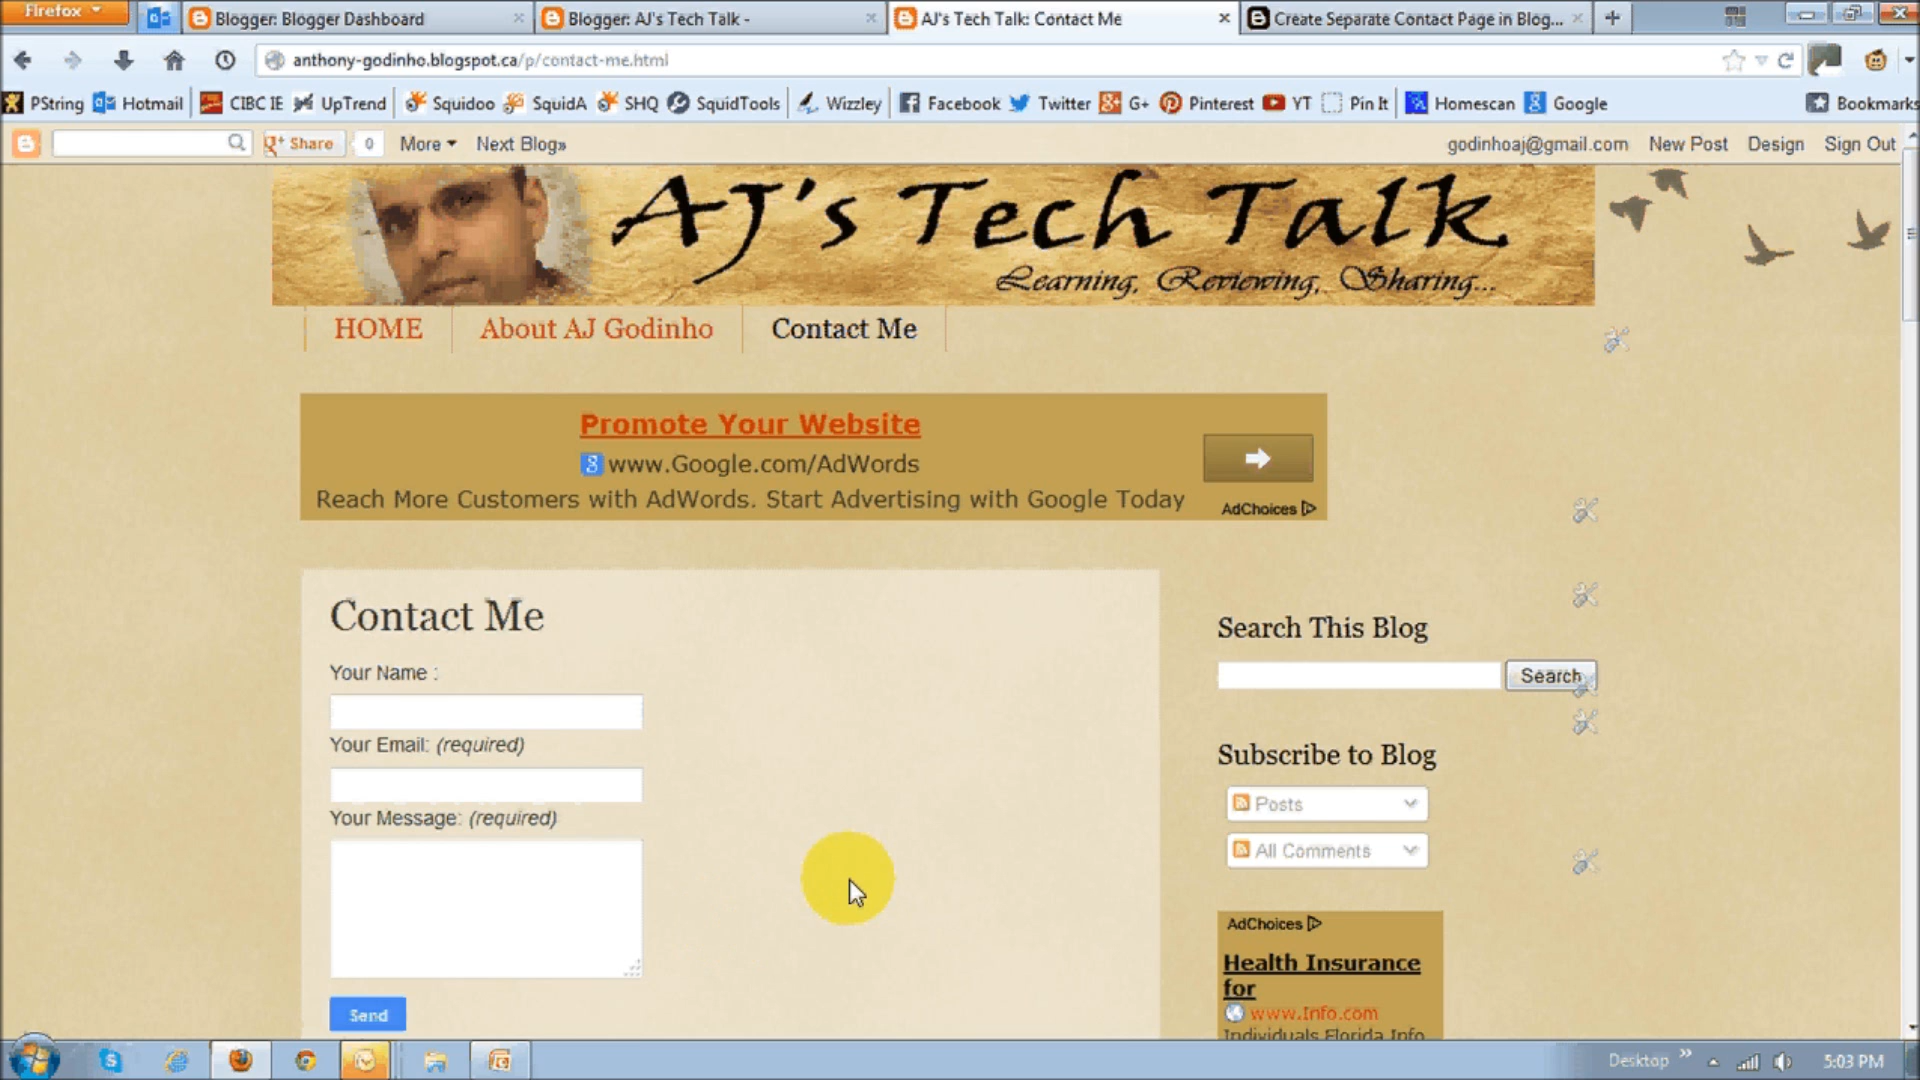 Firefox
Blogger: Blogger Dashboard
Blogger: AJ's Tech Talk -
AJ's Tech Talk: Contact Me
Create Separate Contact Page in Blog...
anthony-godinho.blogspot.ca/p/contact-me.html
PString Hotmail CIBC IE UpTrend Squidoo SquidA SHQ SquidTools Wizzley Facebook Twitter G+ Pinterest YT Pin It Homescan Google Bookmarks
Share 0 More Next Blog» godinhoaj@gmail.com New Post Design Sign Out
AJ's Tech Talk
Learning, Reviewing, Sharing...
HOME About AJ Godinho Contact Me
Promote Your Website
www.Google.com/AdWords
Reach More Customers with AdWords. Start Advertising with Google Today
AdChoices
Contact Me
Your Name :
Your Email: (required)
Your Message: (required)
Send
Search This Blog
Search
Subscribe to Blog
Posts
All Comments
AdChoices
Health Insurance
for
www.Info.com
Individuals Florida Info
Desktop 5:03 PM